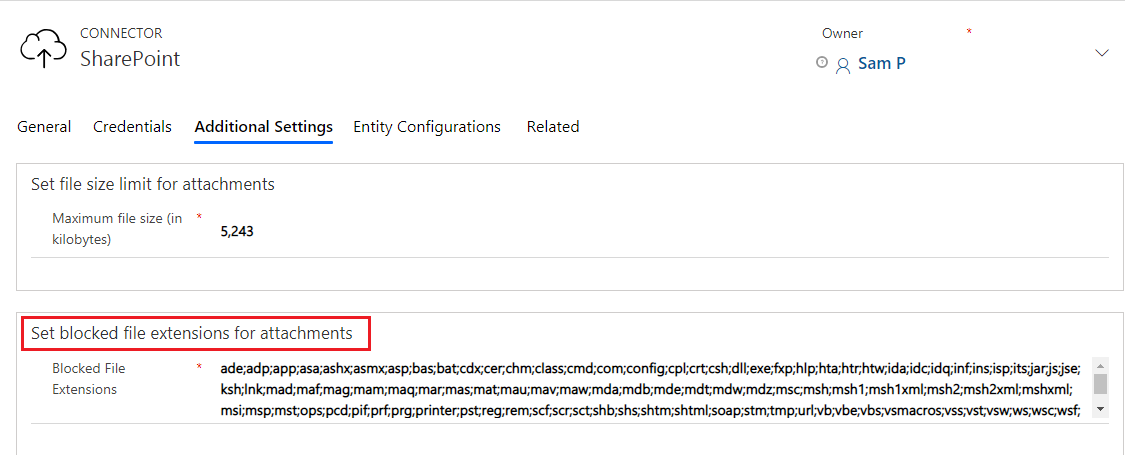 CONNECTOR
SharePoint
Owner *
Sam P
General Credentials Additional Settings Entity Configurations Related
Set file size limit for attachments
Maximum file size (in *
kilobytes)
5,243
Set blocked file extensions for attachments
Blocked File *
Extensions
ade;adp;app;asa;ashx;asmx;asp;bas;bat;cdx;cer;chm;class;cmd;com;config;cpl;crt;csh;dll;exe;fxp;hlp;hta;htr;htw;ida;idc;idq;inf;ins;isp;its;jar;js;jse;
ksh;lnk;mad;maf;mag;mam;maq;mar;mas;mat;mau;mav;maw;mda;mdb;mde;mdt;mdw;mdz;msc;msh;msh1;msh1xml;msh2;msh2xml;mshxml;
msi;msp;mst;ops;pcd;pif;prf;prg;printer;pst;reg;rem;scf;scr;sct;shb;shs;shtm;shtml;soap;stm;tmp;url;vb;vbe;vbs;vsmacros;vss;vst;vsw;ws;wsc;wsf;